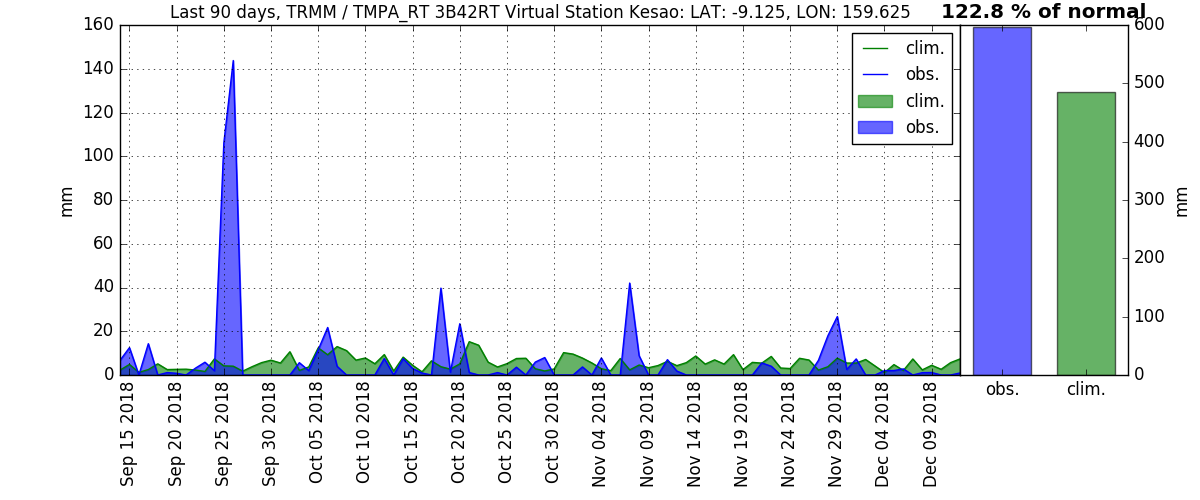 Last 90 days, TRMM / TMPA_RT 3B42RT Virtual Station Kesao: LAT: -9.125, LON: 159.625
122.8 % of normal
160
140
120
100
80
60
40
20
0
mm
clim.
obs.
clim.
obs.
Sep 15 2018
Sep 20 2018
Sep 25 2018
Sep 30 2018
Oct 05 2018
Oct 10 2018
Oct 15 2018
Oct 20 2018
Oct 25 2018
Oct 30 2018
Nov 04 2018
Nov 09 2018
Nov 14 2018
Nov 19 2018
Nov 24 2018
Nov 29 2018
Dec 04 2018
Dec 09 2018
600
500
400
300
200
100
0
mm
obs.
clim.